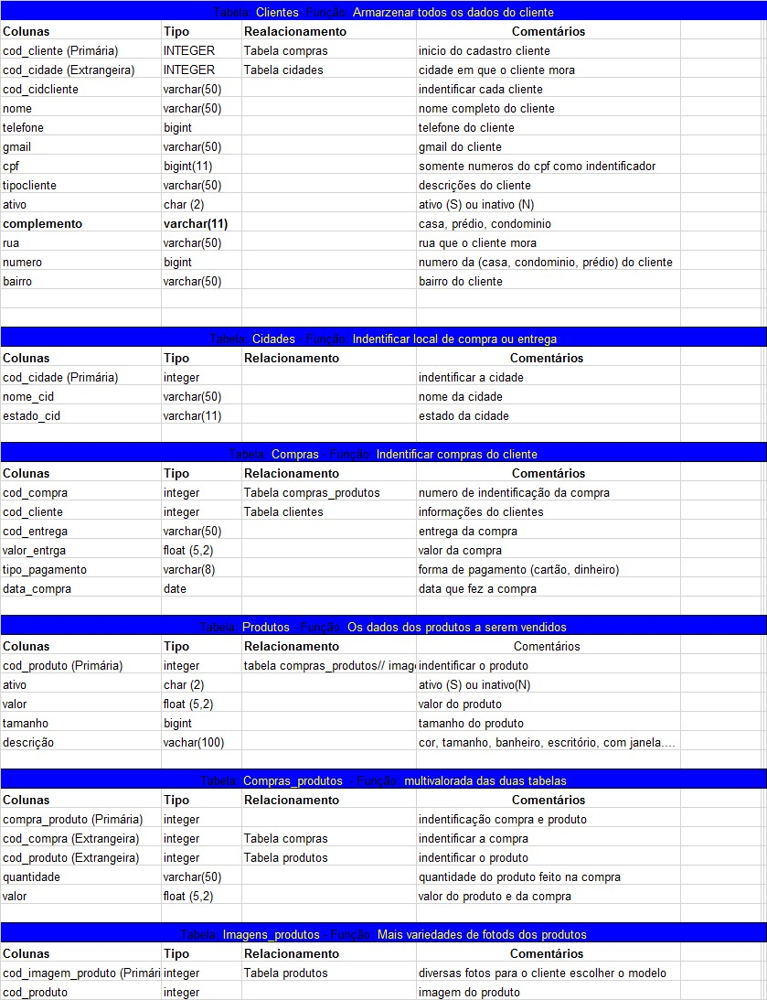 Tabela: Clientes Função: Armarzenar todos os dados do cliente
Colunas Tipo Realacionamento Comentários
cod_cliente (Primária) INTEGER Tabela compras inicio do cadastro cliente
cod_cidade (Extrangeira) INTEGER Tabela cidades cidade em que o cliente mora
cod_cidcliente varchar(50) indentificar cada cliente
nome varchar(50) nome completo do cliente
telefone bigint telefone do cliente
gmail varchar(50) gmail do cliente
cpf bigint(11) somente numeros do cpf como indentificador
tipocliente varchar(50) descrições do cliente
ativo char (2) ativo (S) ou inativo (N)
complemento varchar(11) casa, prédio, condominio
rua varchar(50) rua que o cliente mora
numero bigint numero da (casa, condominio, prédio) do cliente
bairro varchar(50) bairro do cliente
Tabela: Cidades - Função: Indentificar local de compra ou entrega
Colunas Tipo Relacionamento Comentários
cod_cidade (Primária) integer indentificar a cidade
nome_cid varchar(50) nome da cidade
estado_cid varchar(11) estado da cidade
Tabela: Compras - Função: Indentificar compras do cliente
Colunas Tipo Relacionamento Comentários
cod_compra integer Tabela compras_produtos numero de indentificação da compra
cod_cliente integer Tabela clientes informações do clientes
cod_entrega varchar(50) entrega da compra
valor_entrga float (5,2) valor da compra
tipo_pagamento varchar(8) forma de pagamento (cartão, dinheiro)
data_compra date data que fez a compra
Tabela: Produtos - Função: Os dados dos produtos a serem vendidos
Colunas Tipo Relacionamento Comentários
cod_produto (Primária) integer tabela compras_produtos// imag indentificar o produto
ativo char (2) ativo (S) ou inativo(N)
valor float (5,2) valor do produto
tamanho bigint tamanho do produto
descrição vachar(100) cor, tamanho, banheiro, escritório, com janela....
Tabela: Compras_produtos - Função: multivalorada das duas tabelas
Colunas Tipo Relacionamento Comentários
compra_produto (Primária) integer indentificação compra e produto
cod_compra (Extrangeira) integer Tabela compras indentificar a compra
cod_produto (Extrangeira) integer Tabela produtos indentificar o produto
quantidade varchar(50) quantidade do produto feito na compra
valor float (5,2) valor do produto e da compra
Tabela: Imagens_produtos - Função: Mais variedades de fotods dos produtos
Colunas Tipo Relacionamento Comentários
cod_imagem_produto (Primári integer Tabela produtos diversas fotos para o cliente escolher o modelo
cod_produto integer imagem do produto